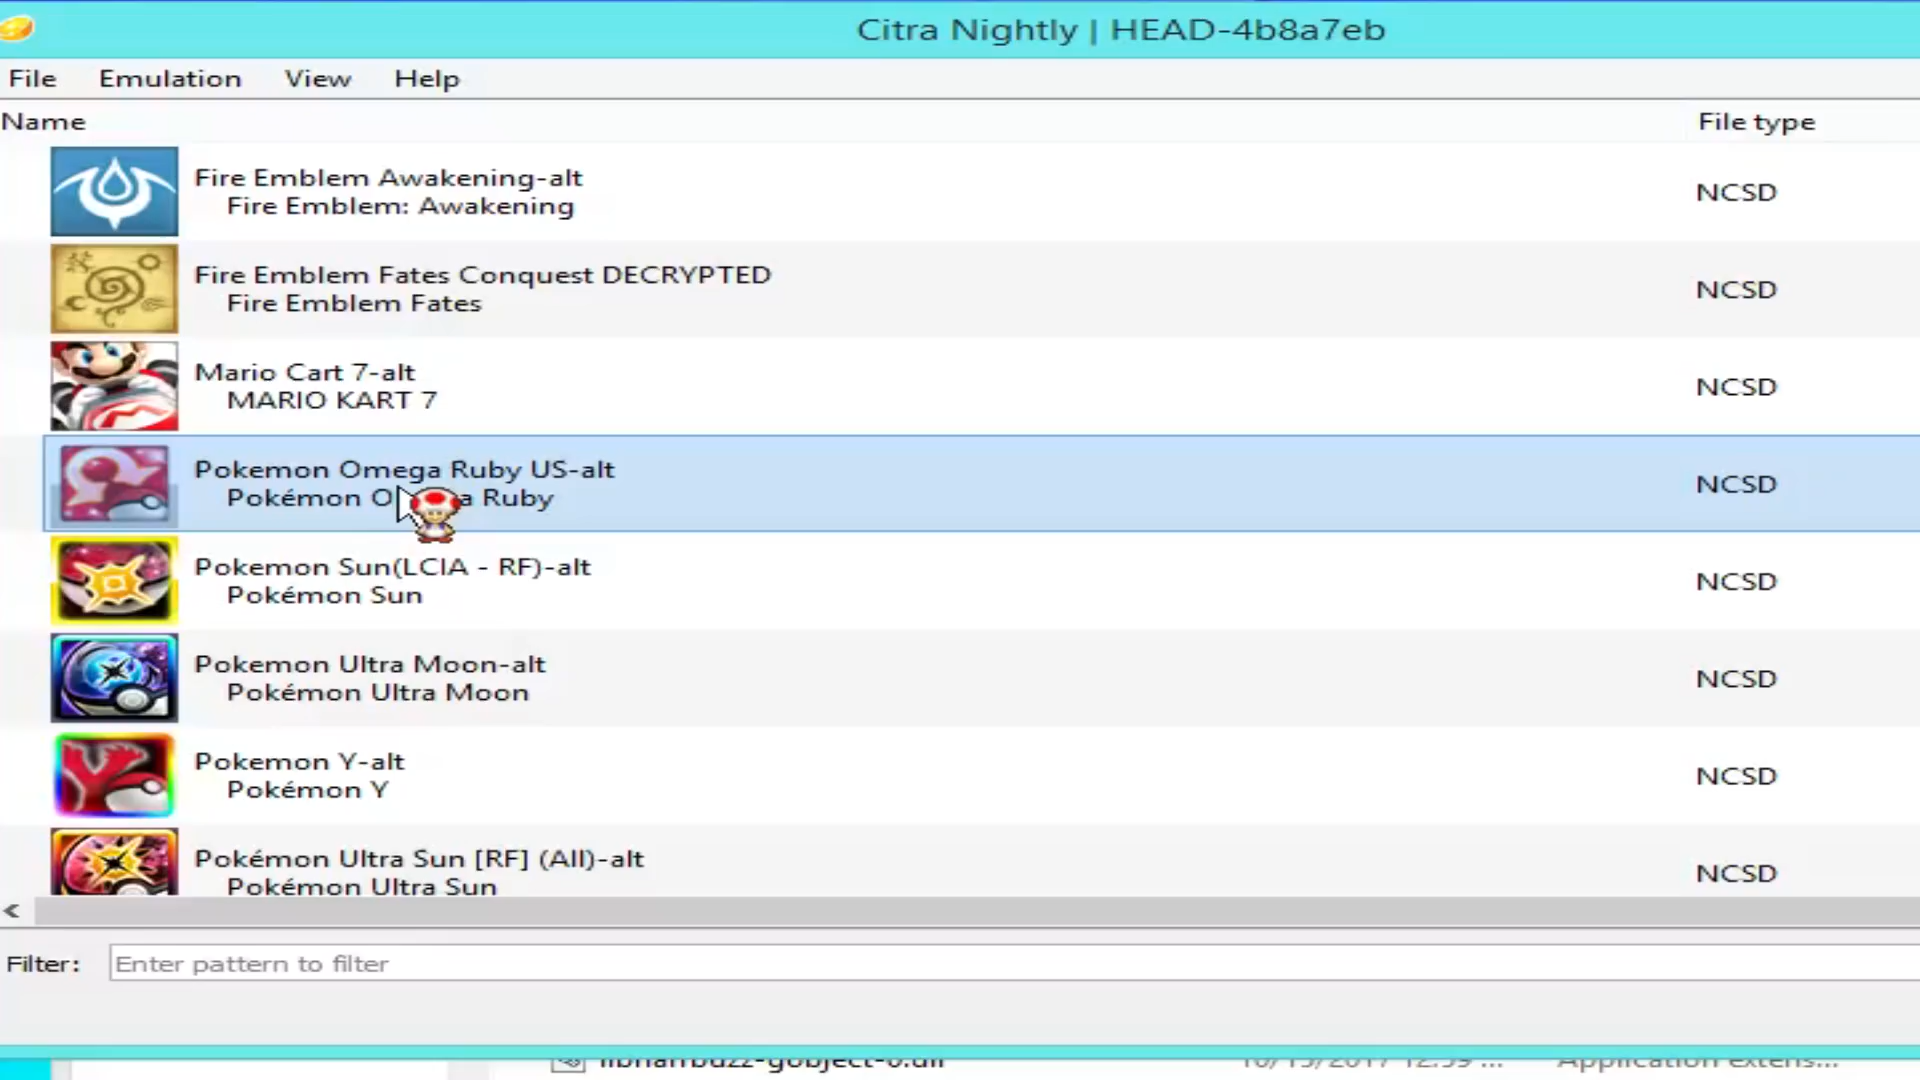 Citra Nightly | HEAD-4b8a7eb
File Emulation View Help
Name File type
Fire Emblem Awakening-alt
Fire Emblem: Awakening
NCSD
Fire Emblem Fates Conquest DECRYPTED
Fire Emblem Fates
NCSD
Mario Cart 7-alt
MARIO KART 7
NCSD
Pokemon Omega Ruby US-alt
Pokémon Ruby
NCSD
Pokemon Sun(LCIA - RF)-alt
Pokémon Sun
NCSD
Pokemon Ultra Moon-alt
Pokémon Ultra Moon
NCSD
Pokemon Y-alt
Pokémon Y
NCSD
Pokémon Ultra Sun [RF] (All)-alt
Pokémon Ultra Sun
NCSD
Filter: Enter pattern to filter